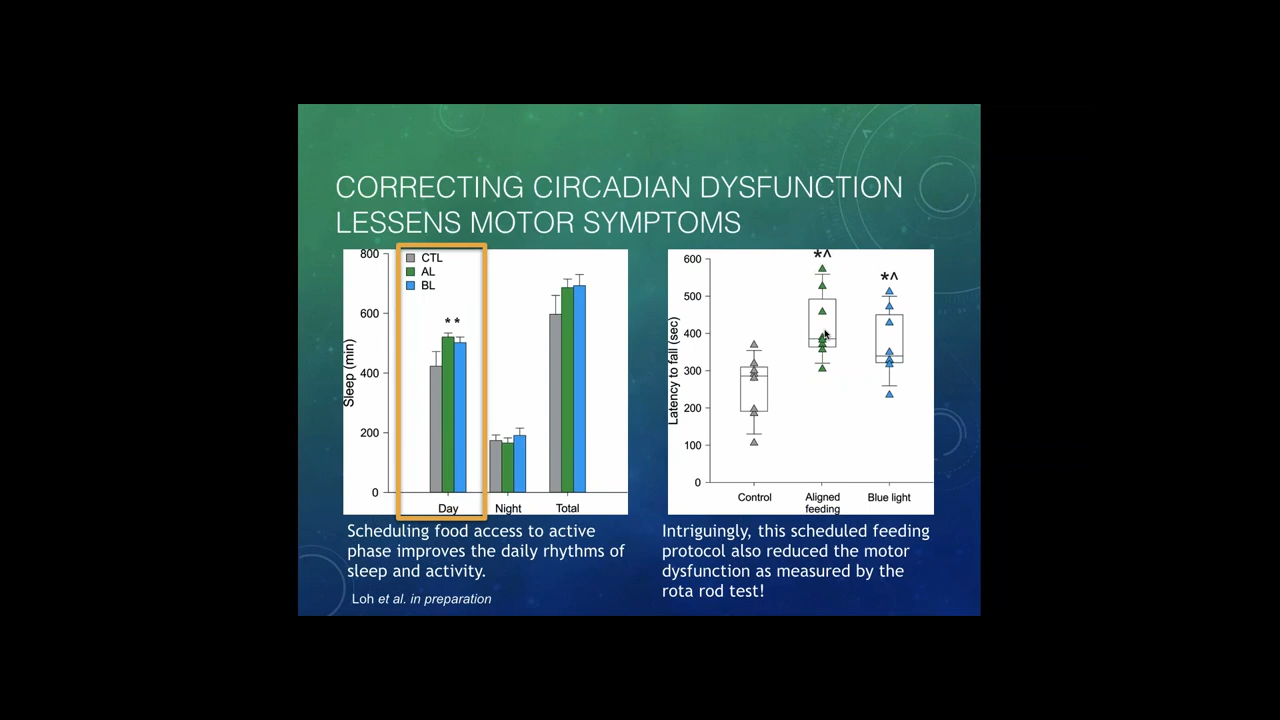 CORRECTING CIRCADIAN DYSFUNCTION
LESSENS MOTOR SYMPTOMS
800
600
400
200
0
Sleep (min)
CTL
AL
BL
* *
Day
Night
Total
600
500
400
300
200
100
0
Latency to fall (sec)
*^
*^
Control
Aligned
feeding
Blue light
Scheduling food access to active
phase improves the daily rhythms of
sleep and activity.
Loh et al. in preparation
Intriguingly, this scheduled feeding
protocol also reduced the motor
dysfunction as measured by the
rota rod test!